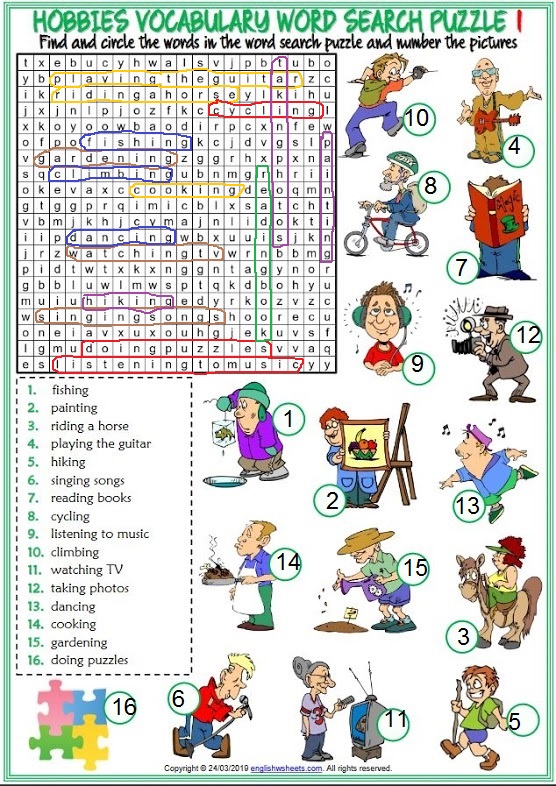 HOBBIES VOCABULARY WORD SEARCH PUZZLE 1
Find and circle the words in the word search puzzle and number the pictures
t x e b u c y h w a l s v j p b u b o
y b p l a y i n g t h e g u i t a r z c
i k r i d i n g a h o r s e y l k i h u
j x j n l p j o z f k c c y c l i n g l
x k o y o o w b a o d i r p c x n f e w
o f f i s h i n g k c j d v g s i p
v g a r d e n i n g z g g r h x p x n a
s q c l i m b i n g u b n m g r i i
o k e v a x c c o o k i n g d e o q m n
g t g g p r q i m c b l x s a t c h t
v b m j k h j c y m a j n l i o k t i
i i p d a n c i n g w b x u u s j k n
j r z w a t c h i n g t v w r n b b m g
p i d t w t x k x n g g n t a g y n o r
g b l u w i m w s p t q k d b o h y u
m u i u h i k i n g e d y r k o z v z c
w s i n g i n g s o n g s h g o e c u
o n e i a v x u x o u h g j e k u v s f
i g m u d o i n g p u z z l e s v v a l
e s l i s t e n i n g t o m u s i c y y
10
4
8
7
9
12
1. fishing
2. painting
3. riding a horse
4. playing the guitar
5. hiking
6. singing songs
7. reading books
8. cycling
9. listening to music
10. climbing
11. watching TV
12. taking photos
13. dancing
14. cooking
15. gardening
16. doing puzzles
1
2
13
14
15
3
16
6
11
5
Copyright © 24/03/2019 englishwsheets.com. All rights reserved.